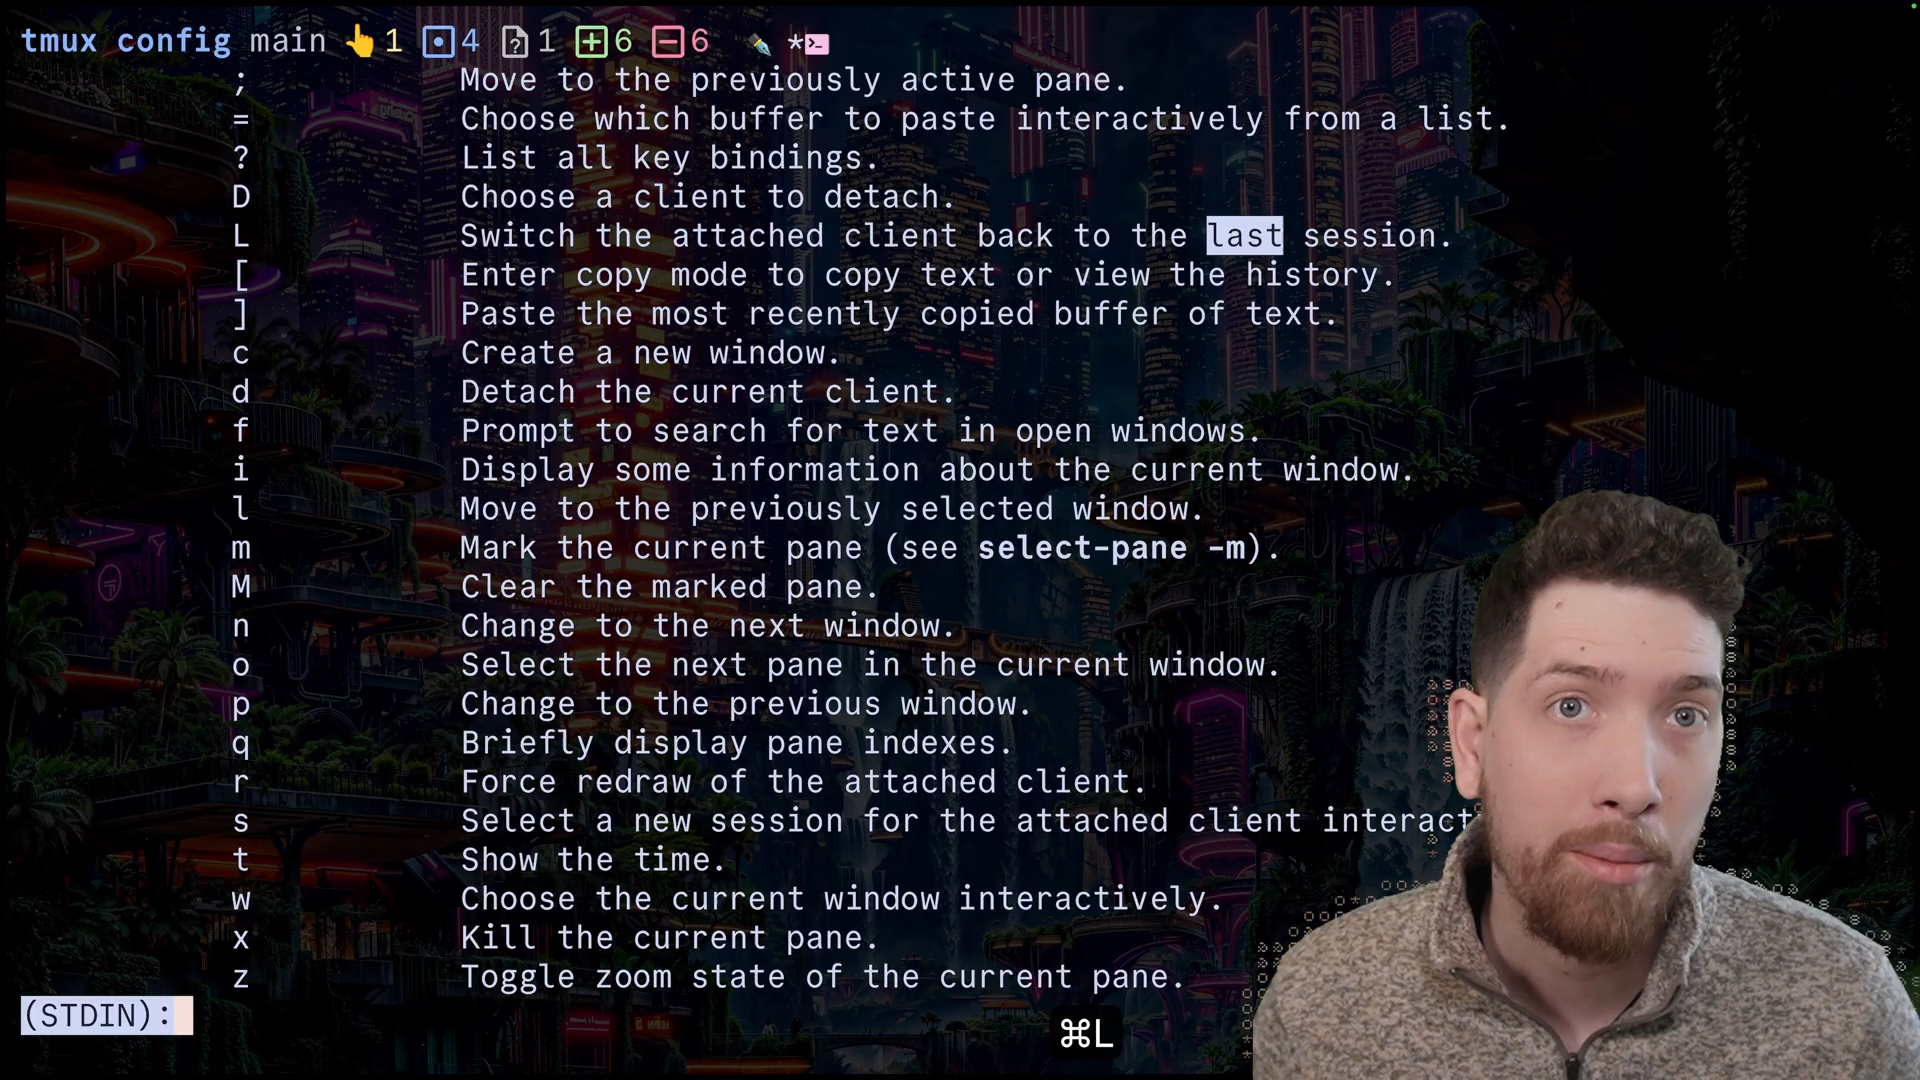 tmux config main 👆1 4 1 6 6 *
; Move to the previously active pane.
= Choose which buffer to paste interactively from a list.
? List all key bindings.
D Choose a client to detach.
L Switch the attached client back to the last session.
[ Enter copy mode to copy text or view the history.
] Paste the most recently copied buffer of text.
c Create a new window.
d Detach the current client.
f Prompt to search for text in open windows.
i Display some information about the current window.
l Move to the previously selected window.
m Mark the current pane (see select-pane -m).
M Clear the marked pane.
n Change to the next window.
o Select the next pane in the current window.
p Change to the previous window.
q Briefly display pane indexes.
r Force redraw of the attached client.
s Select a new session for the attached client interact
t Show the time.
w Choose the current window interactively.
x Kill the current pane.
z Toggle zoom state of the current pane.
(STDIN):
⌘L